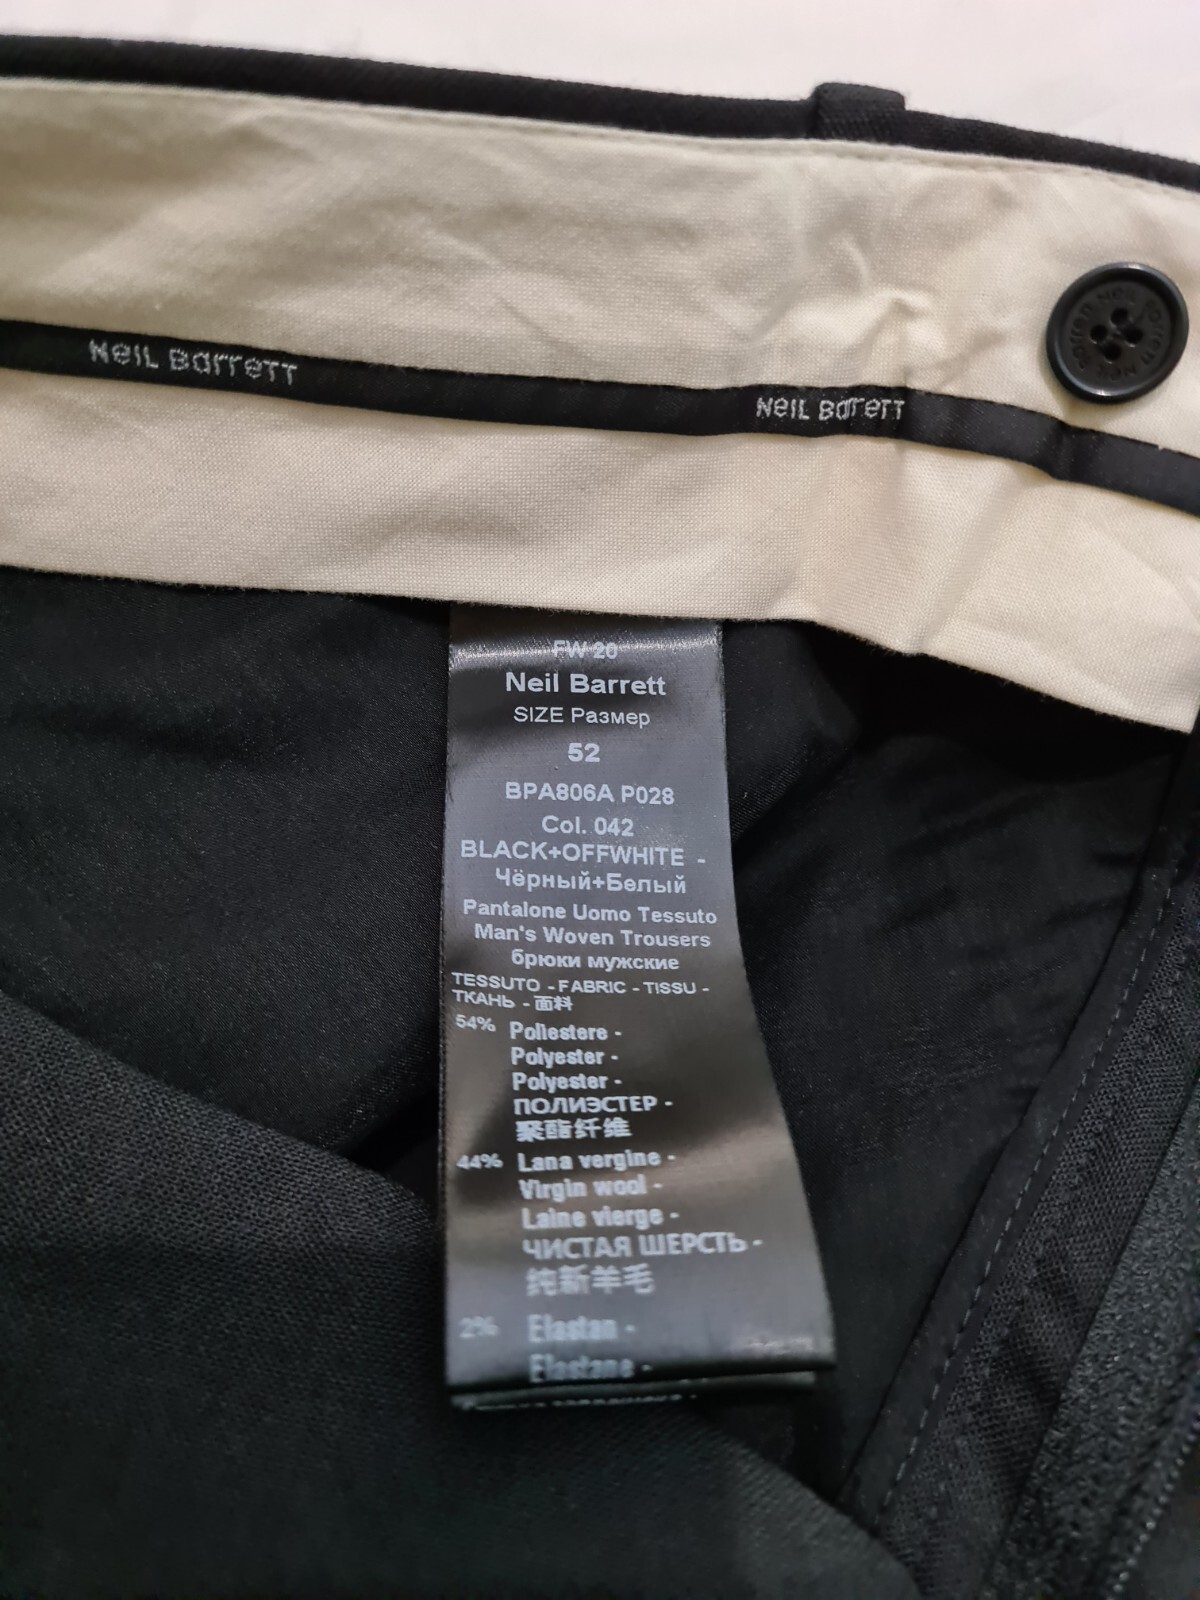 Neil Barrett
Neil Barrett
Neil Barrett
FW 20
Neil Barrett
SIZE Размер
52
BPA806A P028
Col. 042
BLACK+OFFWHITE -
Чёрный+Белый
Pantalone Uomo Tessuto
Man's Woven Trousers
брюки мужские
TESSUTO - FABRIC - TISSU -
ТКАНЬ - 面料
54% Poliestere -
Polyester -
Polyester -
ПОЛИЭСТЕР -
聚酯纤维
44% Lana vergine -
Virgin wool -
Laine vierge -
ЧИСТАЯ ШЕРСТЬ -
纯新羊毛
2% Elastan -
Elastane -